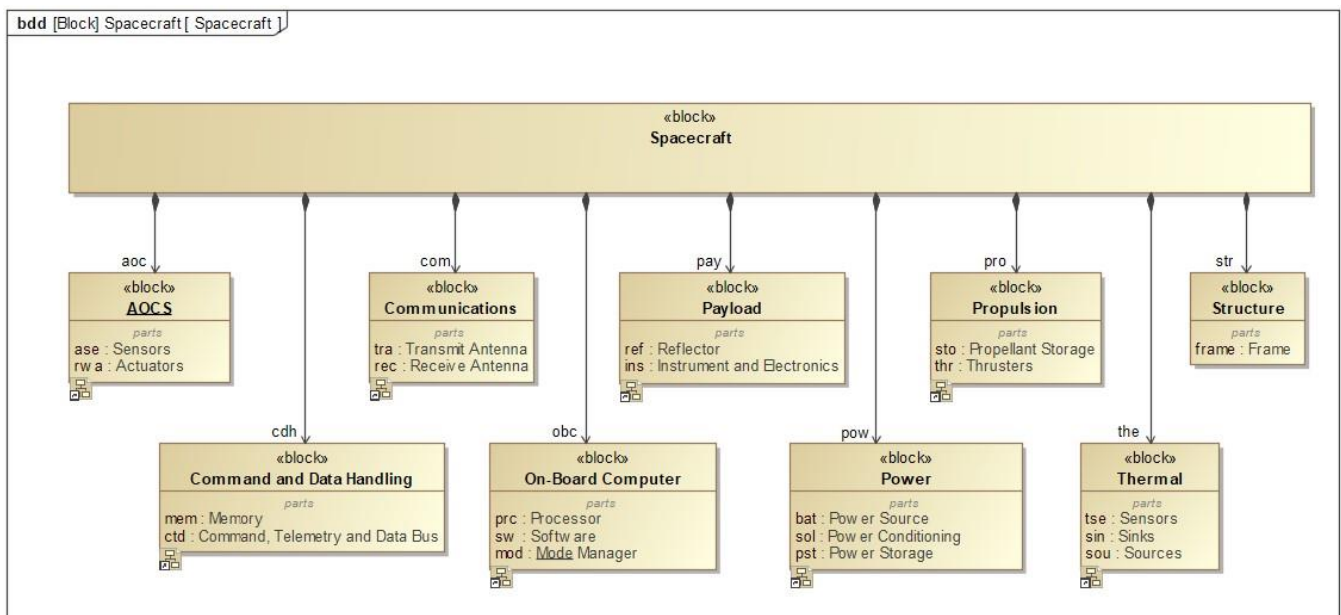 bdd [Block] Spacecraft [ Spacecraft ]
«block»
Spacecraft
aoc
com
pay
pro
str
«block»
AOCS
parts
ase : Sensors
rwa : Actuators
«block»
Communications
parts
tra : Transmit Antenna
rec : Receive Antenna
«block»
Payload
parts
ref : Reflector
ins : Instrument and Electronics
«block»
Propulsion
parts
sto : Propellant Storage
thr : Thrusters
«block»
Structure
parts
frame : Frame
cdh
obc
pow
the
«block»
Command and Data Handling
parts
mem : Memory
ctd : Command, Telemetry and Data Bus
«block»
On-Board Computer
parts
prc : Processor
sw : Software
mod : Mode Manager
«block»
Power
parts
bat : Power Source
sol : Power Conditioning
pst : Power Storage
«block»
Thermal
parts
tse : Sensors
sin : Sinks
sou : Sources